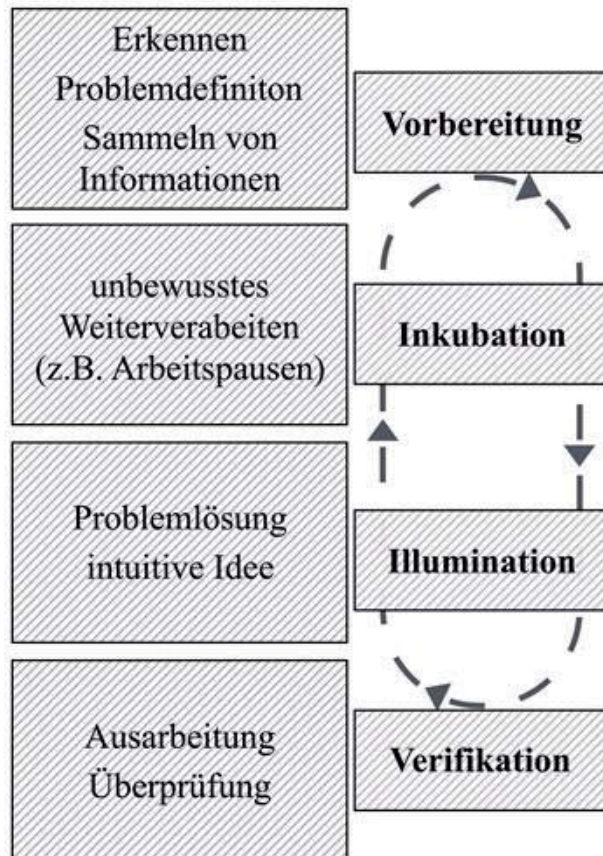 Erkennen
Problemdefiniton
Sammeln von
Informationen
Vorbereitung
unbewusstes
Weiterverabeiten
(z.B. Arbeitspausen)
Inkubation
Problemlösung
intuitive Idee
Illumination
Ausarbeitung
Überprüfung
Verifikation